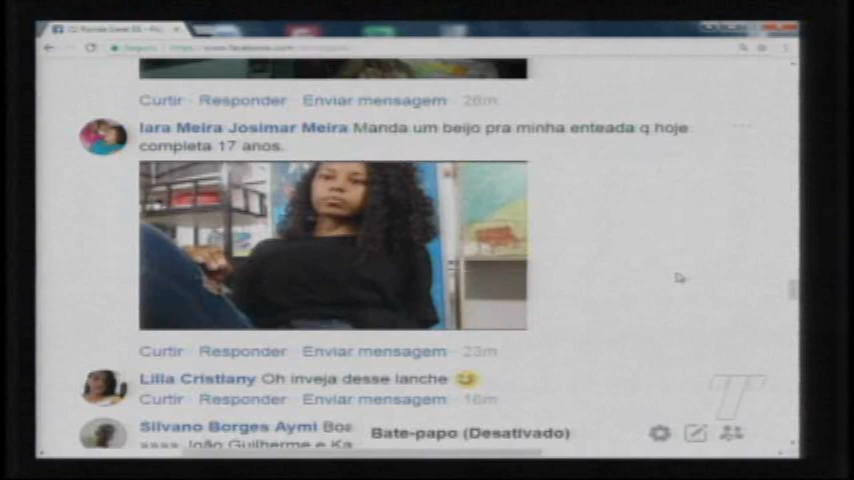 Curtir Responder Enviar mensagem 26m
Iara Meira Josimar Meira Manda um beijo pra minha enteada q hoje
completa 17 anos.
Curtir Responder Enviar mensagem 23m
Lilia Cristiany Oh inveja desse lanche
Curtir Responder Enviar mensagem 16m
Silvano Borges Aymi Boa
João Guilherme e Ka
Bate-papo (Desativado)
T